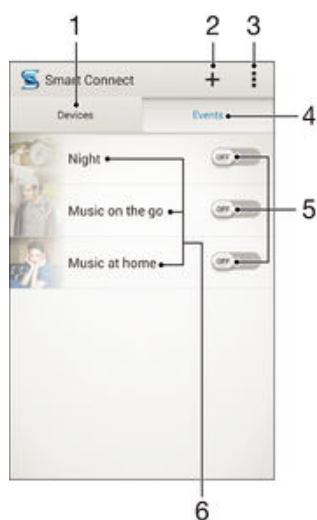 1 2 3
Smart Connect
Devices Events 4
Night OFF
Music on the go OFF 5
Music at home OFF
6